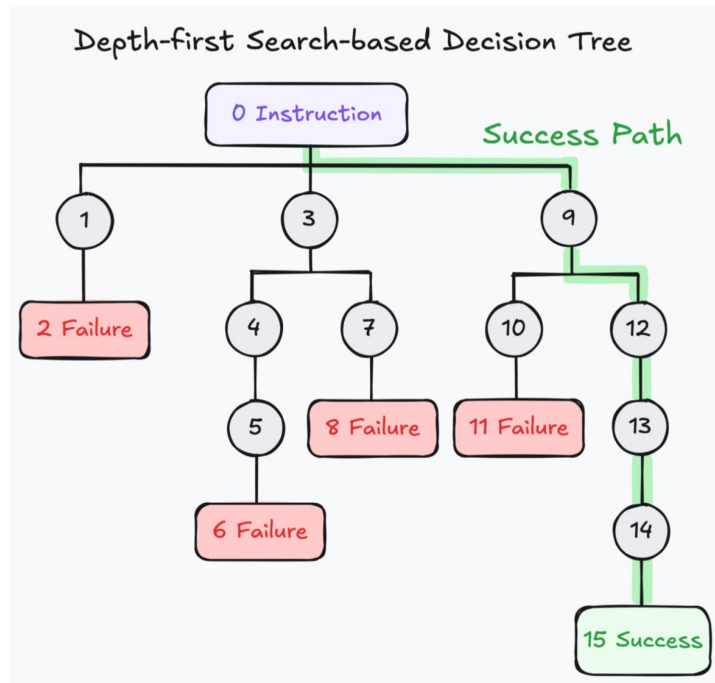 Depth-first Search-based Decision Tree
0 Instruction
Success Path
1
3
9
2 Failure
4
7
10
12
5
8 Failure
11 Failure
13
6 Failure
14
15 Success